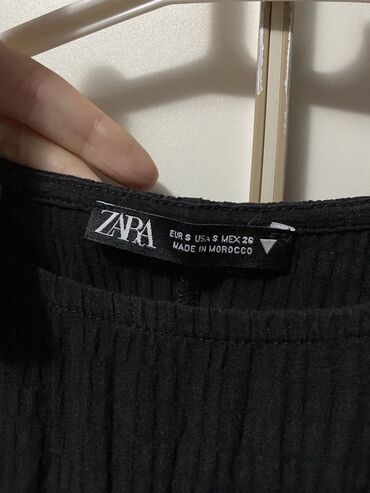 ZARA
EUR S USA S MEX 26
MADE IN MOROCCO